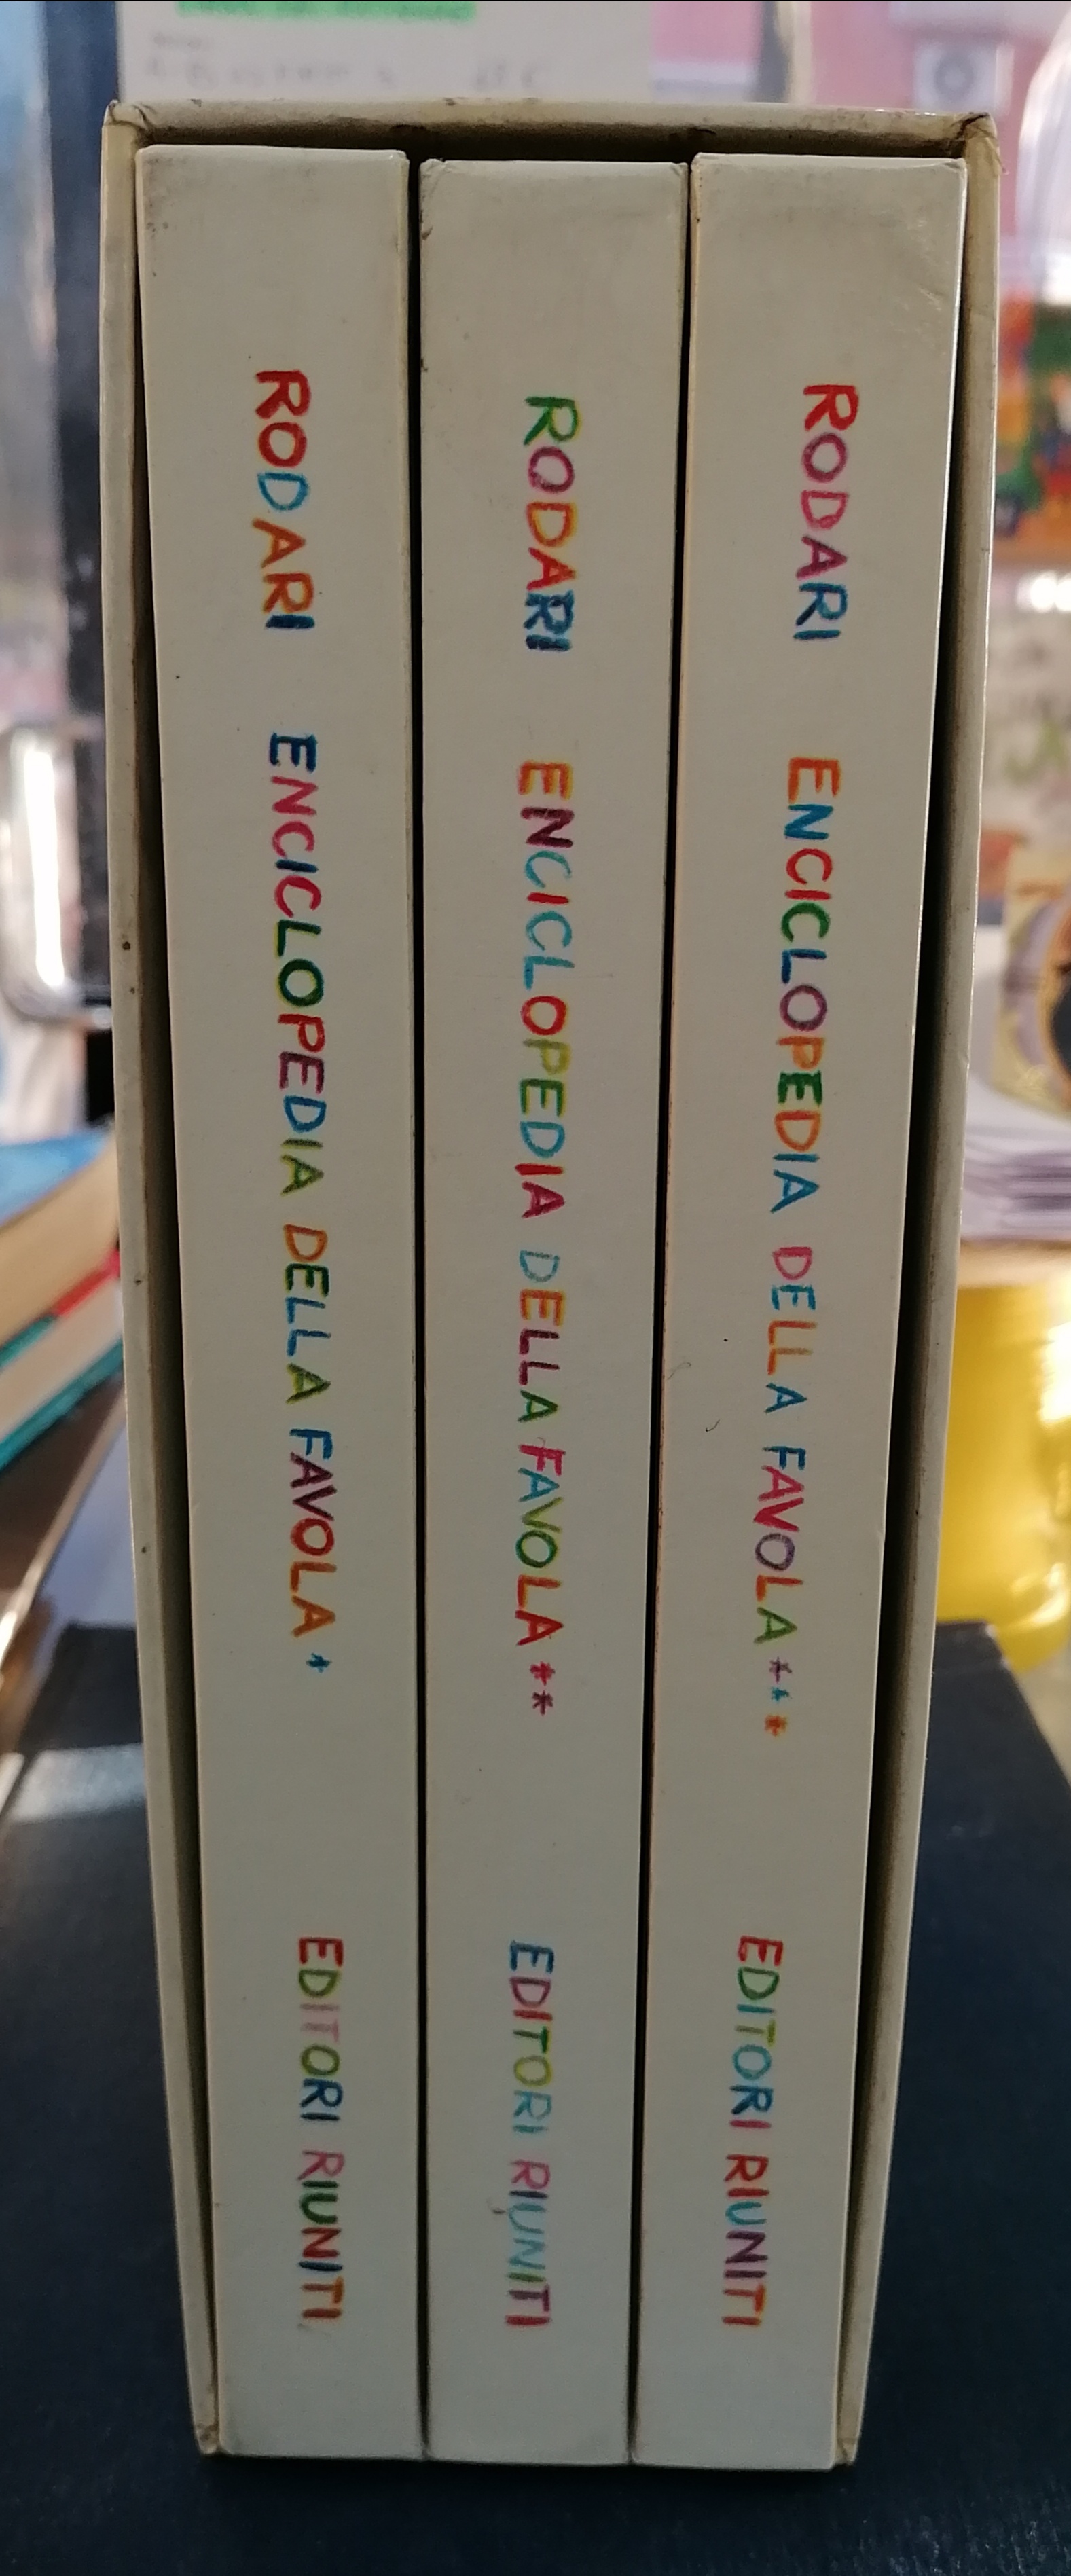 RODARI ENCICLOPEDIA DELLA FAVOLA * EDITORI RIUNITI
RODARI ENCICLOPEDIA DELLA FAVOLA ** EDITORI RIUNITI
RODARI ENCICLOPEDIA DELLA FAVOLA *** EDITORI RIUNITI